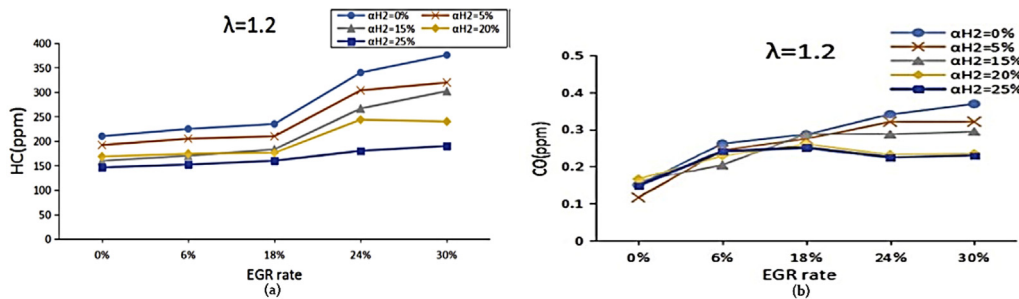 λ=1.2
αH2=0% αH2=5%
αH2=15% αH2=20%
αH2=25%
HC(ppm)
400
350
300
250
200
150
100
50
0
0% 6% 18% 24% 30%
EGR rate
(a)
λ=1.2
αH2=0%
αH2=5%
αH2=15%
αH2=20%
αH2=25%
CO(ppm)
0.5
0.4
0.3
0.2
0.1
0
0% 6% 18% 24% 30%
EGR rate
(b)